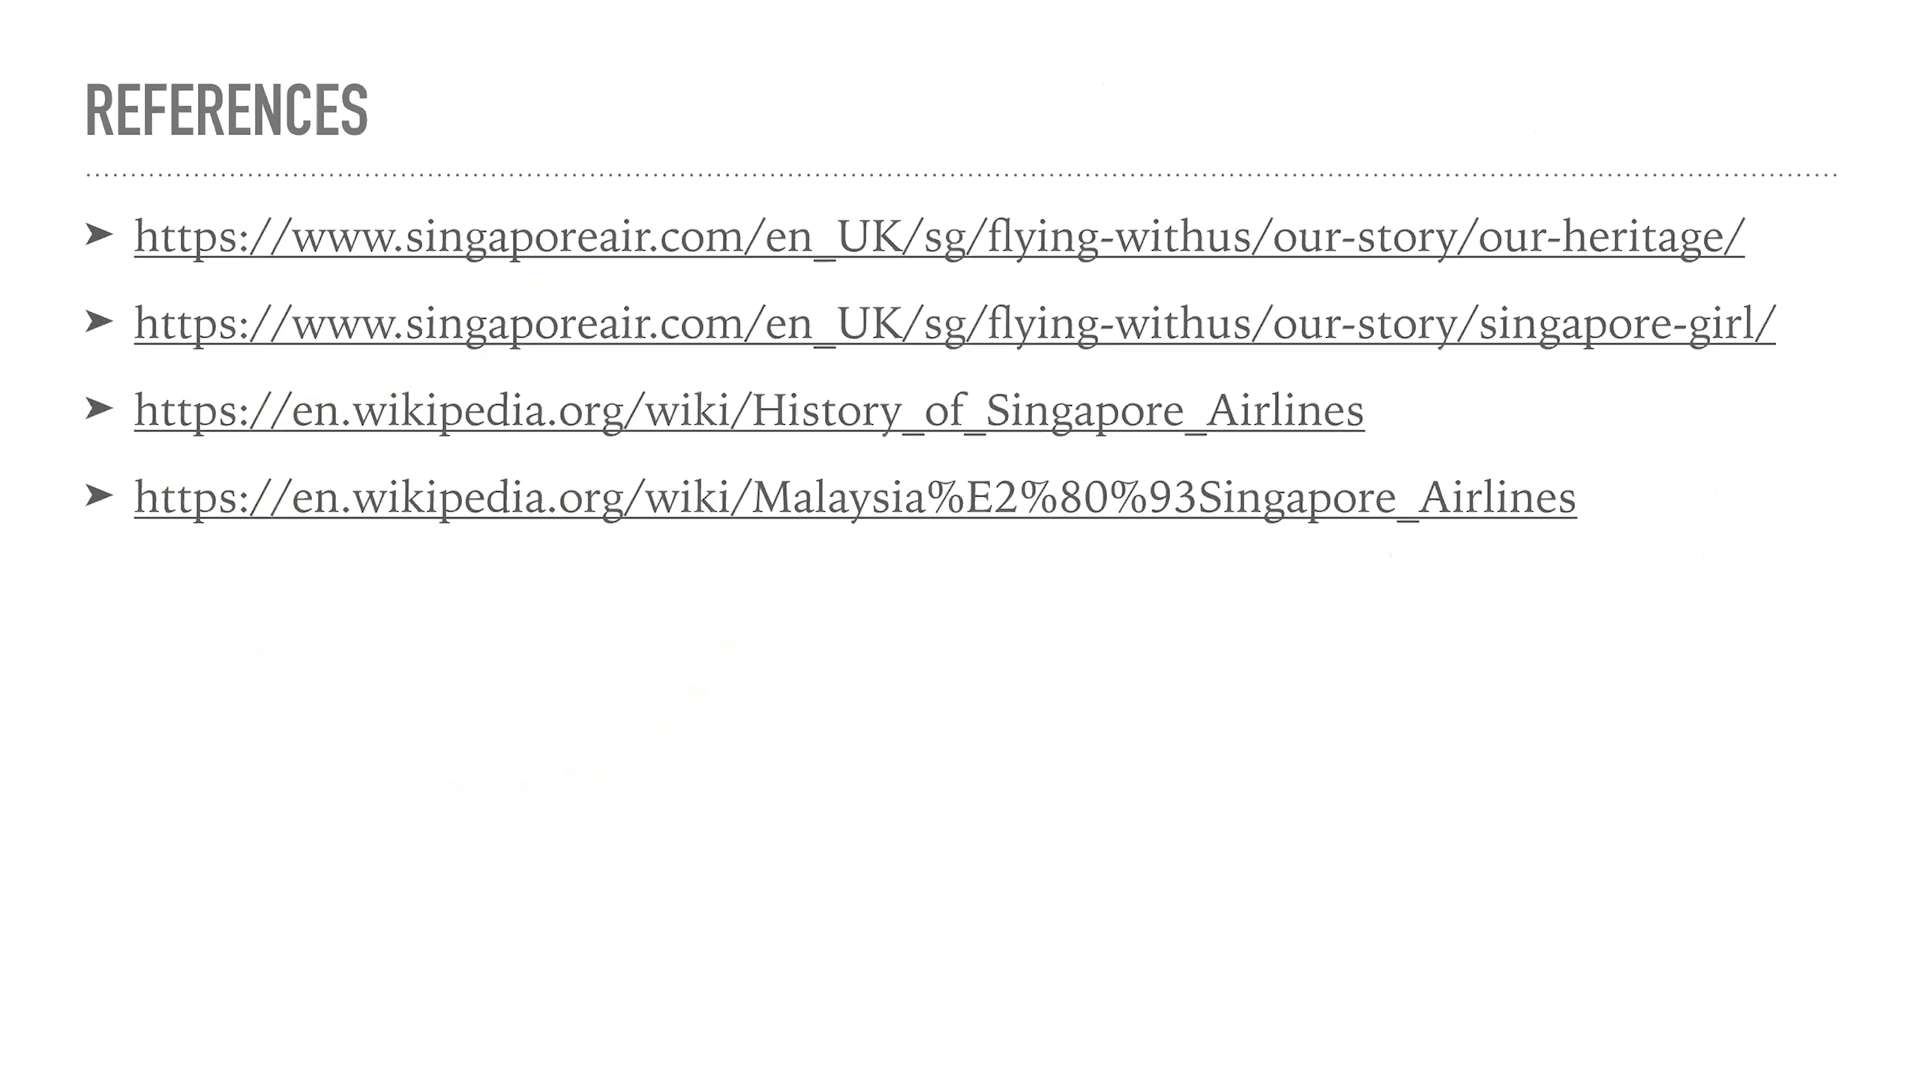 REFERENCES
➤ https://www.singaporeair.com/en_UK/sg/flying-withus/our-story/our-heritage/
➤ https://www.singaporeair.com/en_UK/sg/flying-withus/our-story/singapore-girl/
➤ https://en.wikipedia.org/wiki/History_of_Singapore_Airlines
➤ https://en.wikipedia.org/wiki/Malaysia%E2%80%93Singapore_Airlines